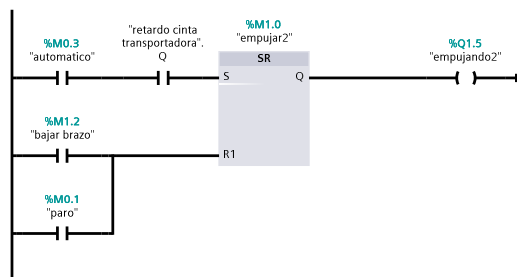 %M0.3
"automatico"
"retardo cinta
transportadora".
Q
%M1.0
"empujar2"
SR
S
Q
%Q1.5
"empujando2"
%M1.2
"bajar brazo"
R1
%M0.1
"paro"